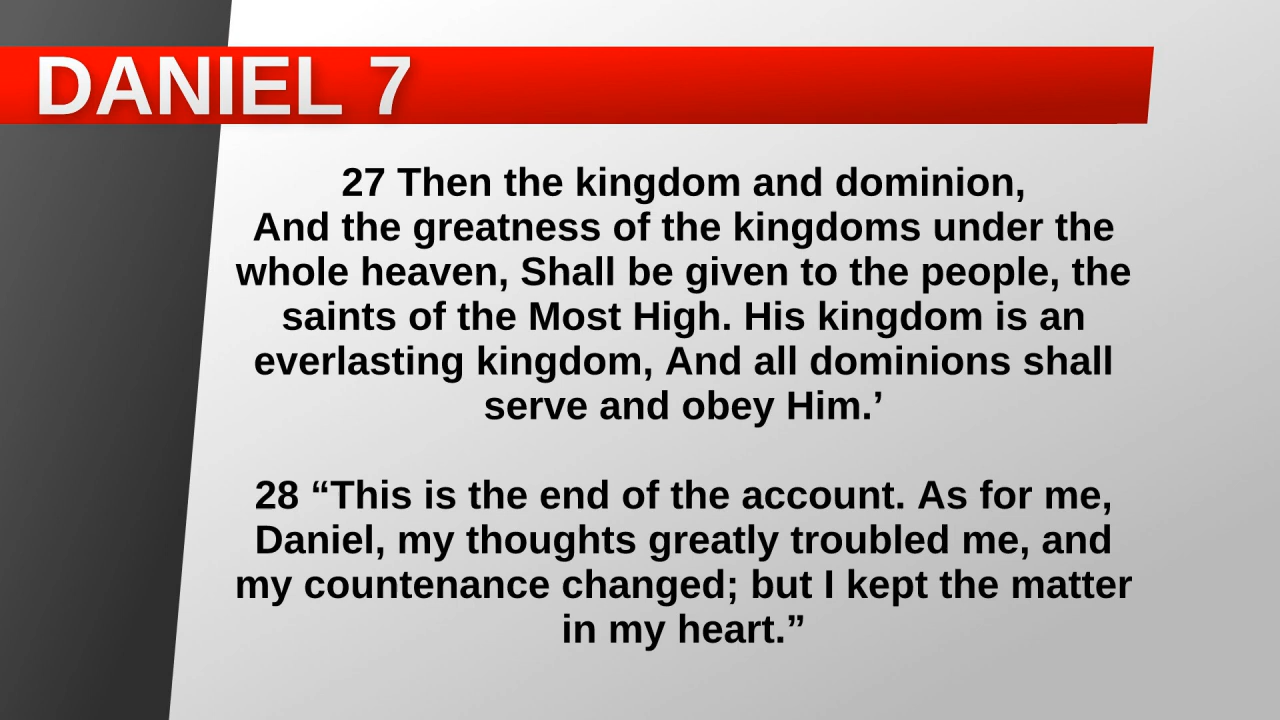 DANIEL 7
27 Then the kingdom and dominion,
And the greatness of the kingdoms under the
whole heaven, Shall be given to the people, the
saints of the Most High. His kingdom is an
everlasting kingdom, And all dominions shall
serve and obey Him.’
28 “This is the end of the account. As for me,
Daniel, my thoughts greatly troubled me, and
my countenance changed; but I kept the matter
in my heart.”